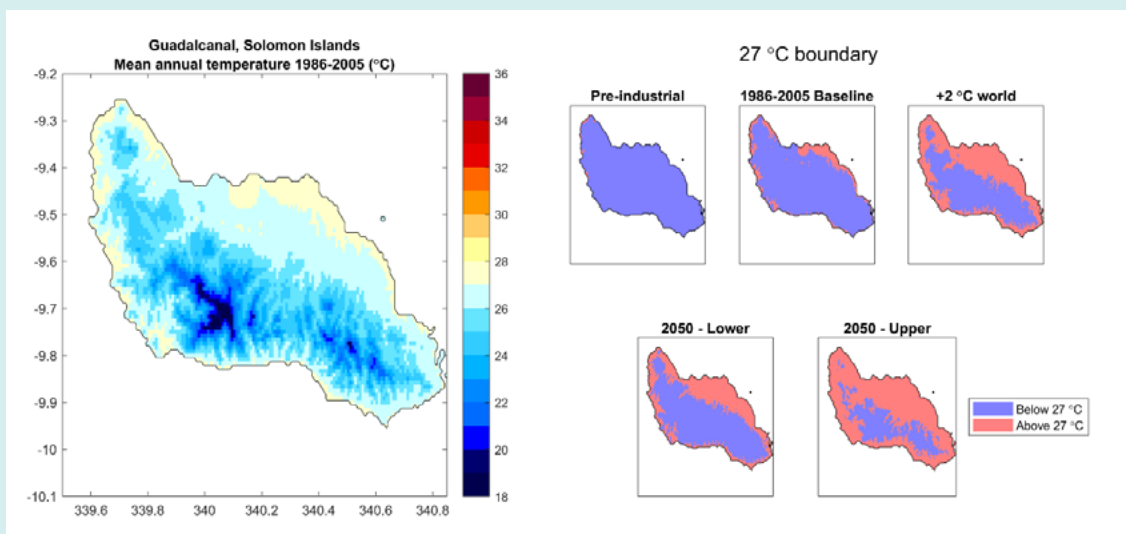 Guadalcanal, Solomon Islands
Mean annual temperature 1986-2005 (°C)
-9.2
-9.3
-9.4
-9.5
-9.6
-9.7
-9.8
-9.9
-10
-10.1
339.6 339.8 340 340.2 340.4 340.6 340.8
36
34
32
30
28
26
24
22
20
18
27 °C boundary
Pre-industrial
1986-2005 Baseline
+2 °C world
2050 - Lower
2050 - Upper
Below 27 °C
Above 27 °C